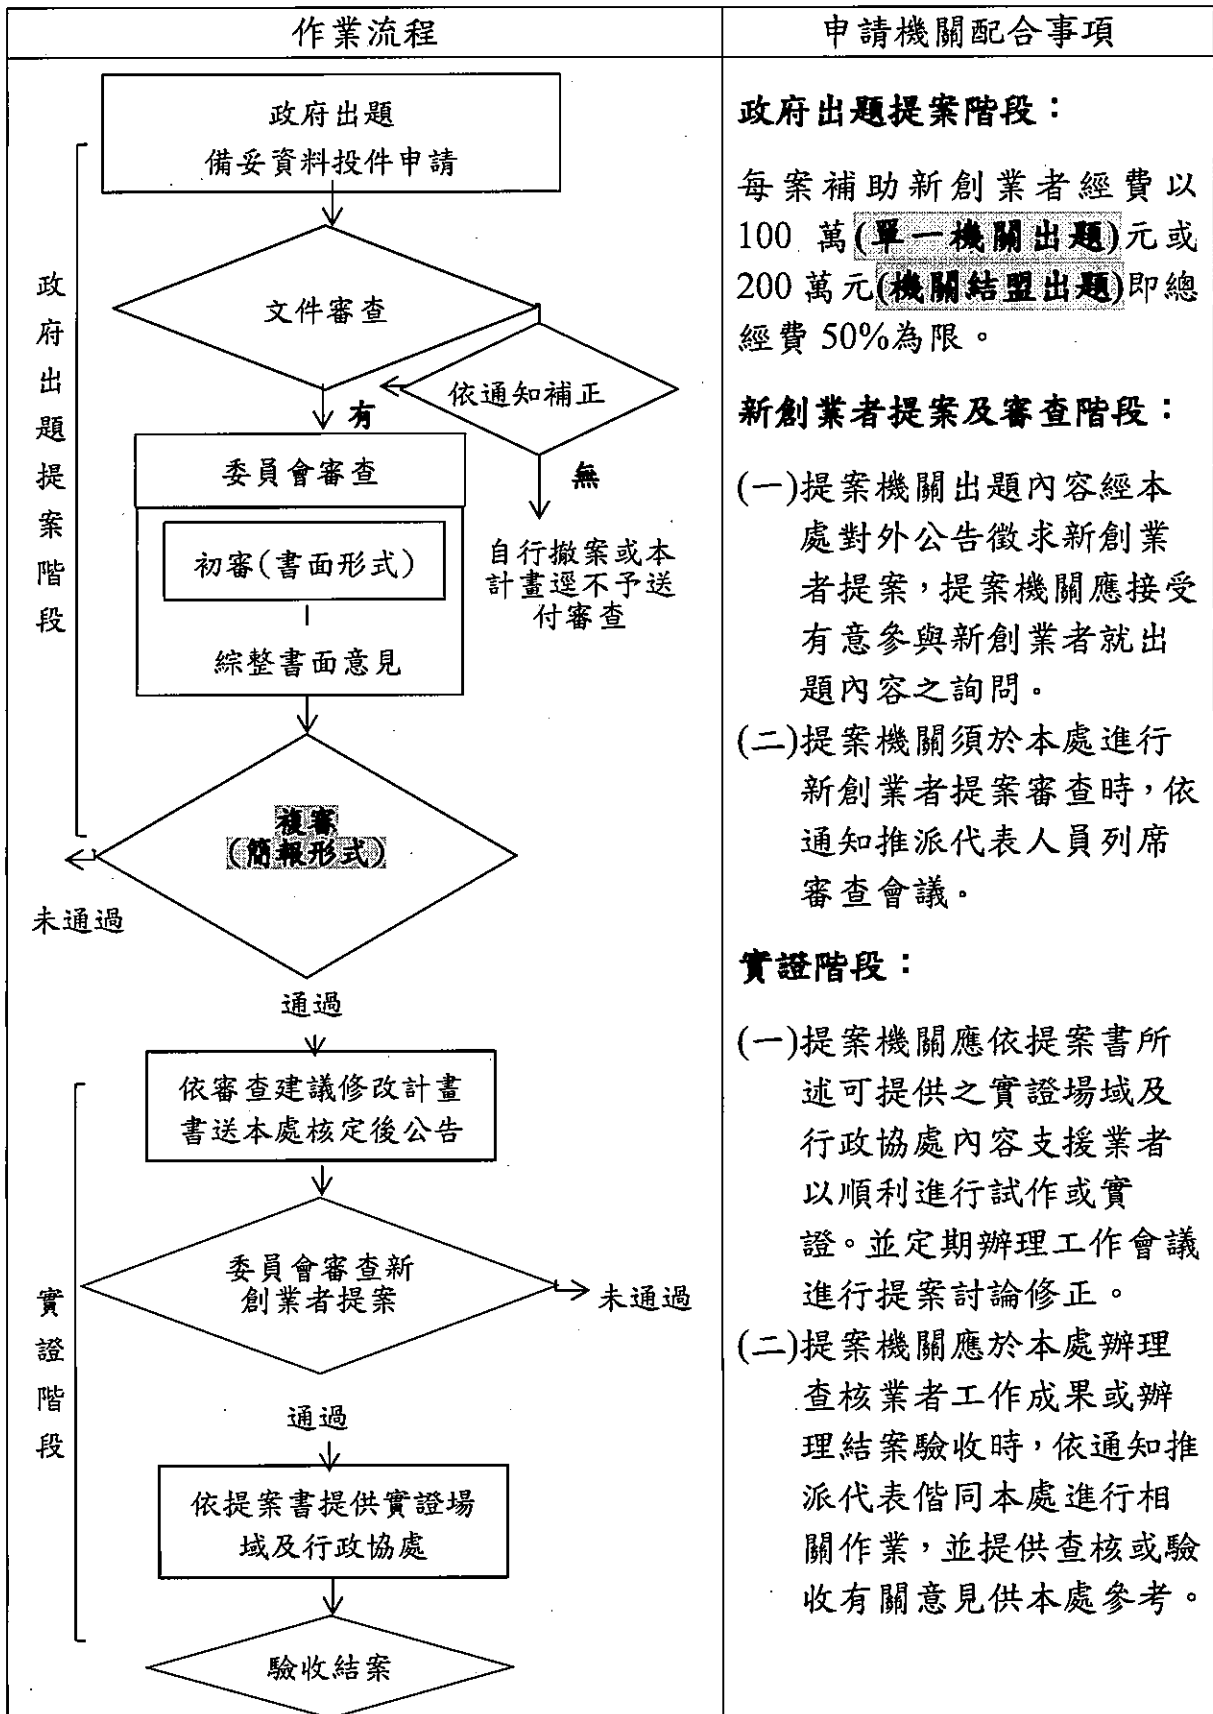 作業流程
申請機關配合事項
政府出題
備妥資料投件申請
文件審查
依通知補正
有
無
委員會審查
初審(書面形式)
綜整書面意見
自行撤案或本
計畫逕不予送
付審查
複審
(簡報形式)
未通過
通過
政府出題提案階段
依審查建議修改計畫
書送本處核定後公告
委員會審查新
創業者提案
未通過
通過
依提案書提供實證場
域及行政協處
驗收結案
實證階段
政府出題提案階段：
每案補助新創業者經費以
100 萬(單一機關出題)元或
200 萬元(機關結盟出題)即總
經費 50%為限。
新創業者提案及審查階段：
(一)提案機關出題內容經本
處對外公告徵求新創業
者提案，提案機關應接受
有意參與新創業者就出
題內容之詢問。
(二)提案機關須於本處進行
新創業者提案審查時，依
通知推派代表人員列席
審查會議。
實證階段：
(一)提案機關應依提案書所
述可提供之實證場域及
行政協處內容支援業者
以順利進行試作或實
證。並定期辦理工作會議
進行提案討論修正。
(二)提案機關應於本處辦理
查核業者工作成果或辦
理結案驗收時，依通知推
派代表偕同本處進行相
關作業，並提供查核或驗
收有關意見供本處參考。